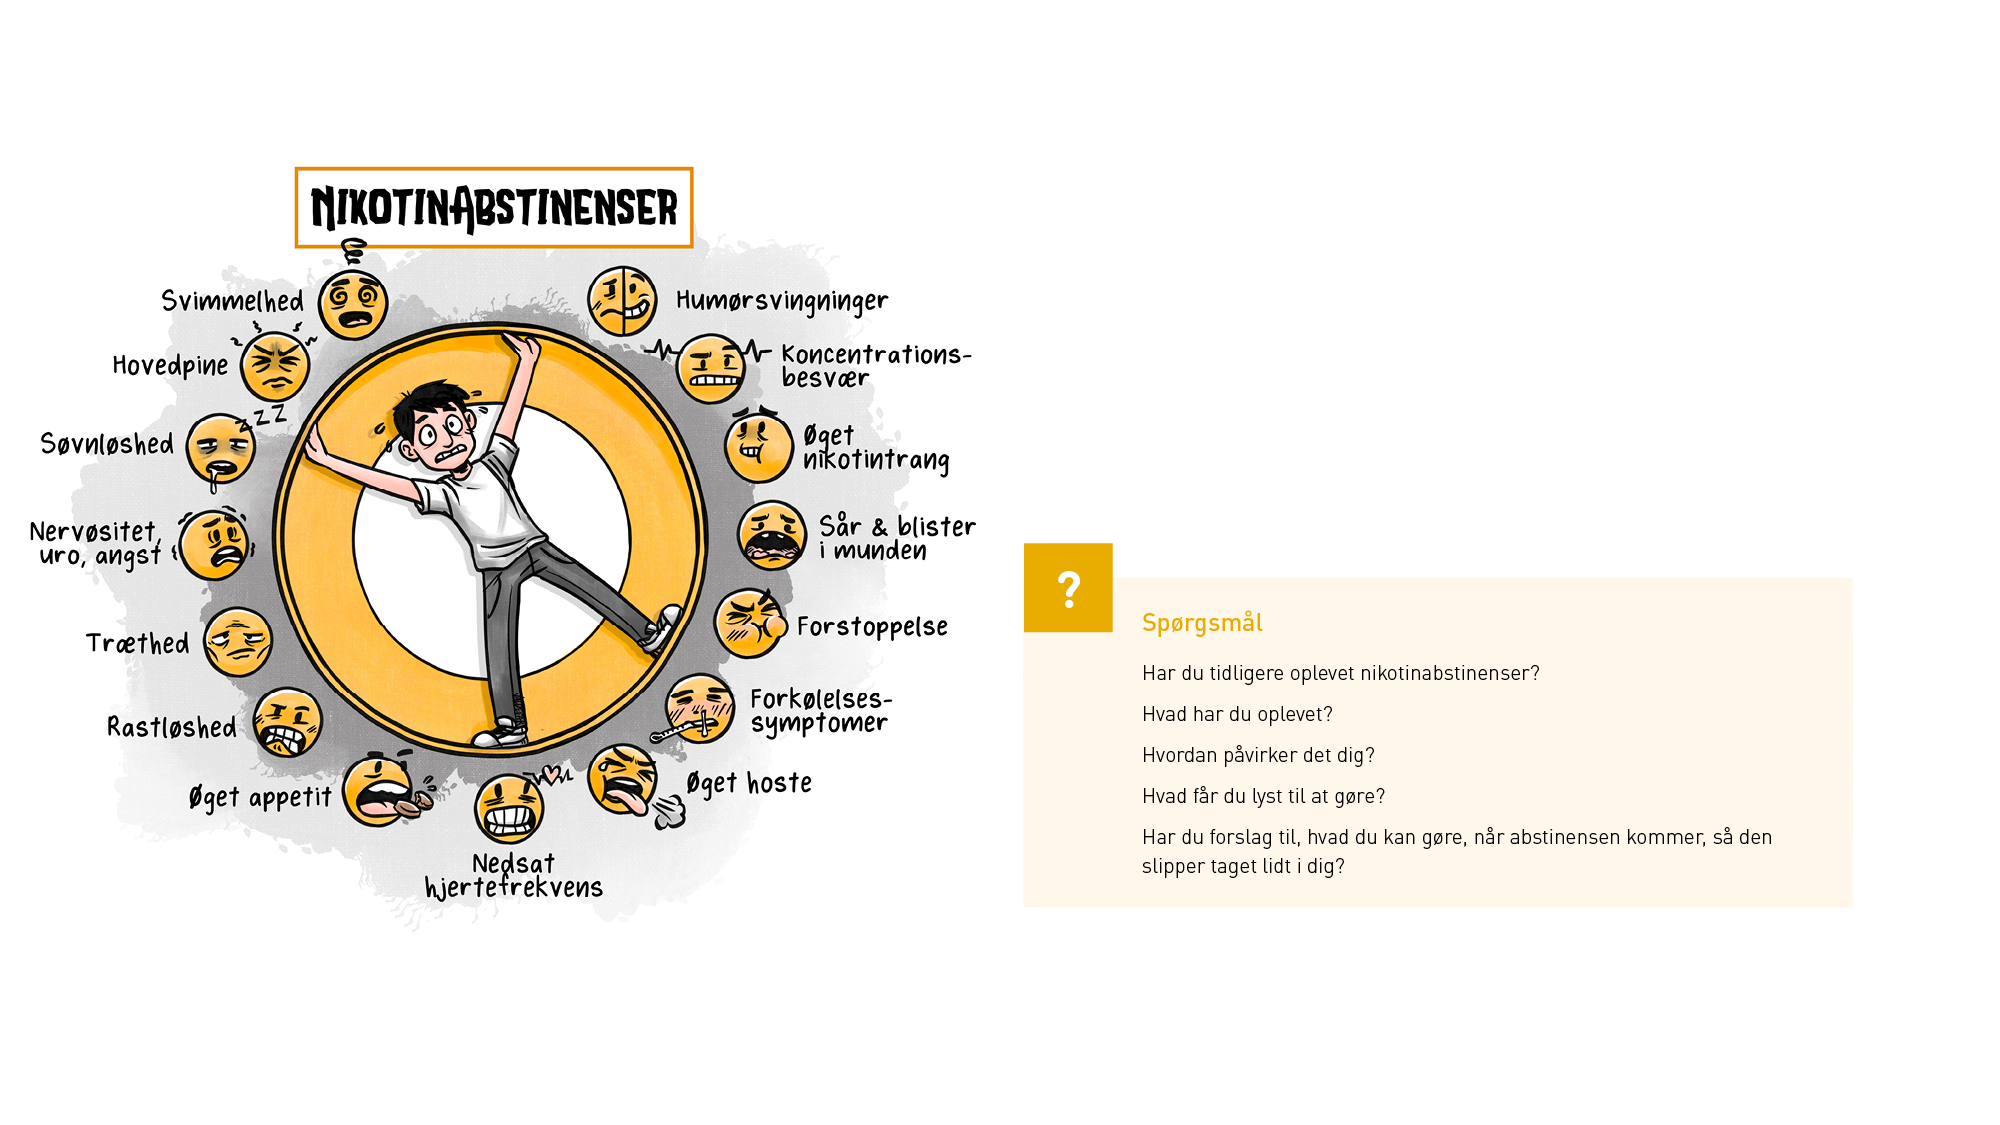 NIKOTINABSTINENSER
Svimmelhed
Hovedpine
zzz
Søvnløshed
Nervøsitet,
uro, angst
Træthed
Rastløshed
Øget appetit
Nedsat
hjertefrekvens
Humørsvingninger
Koncentrations-
besvær
Øget
nikotintrang
Sår & blister
i munden
Forstoppelse
Forkølelses-
symptomer
Øget hoste
?
Spørgsmål
Har du tidligere oplevet nikotinabstinenser?
Hvad har du oplevet?
Hvordan påvirker det dig?
Hvad får du lyst til at gøre?
Har du forslag til, hvad du kan gøre, når abstinensen kommer, så den
slipper taget lidt i dig?